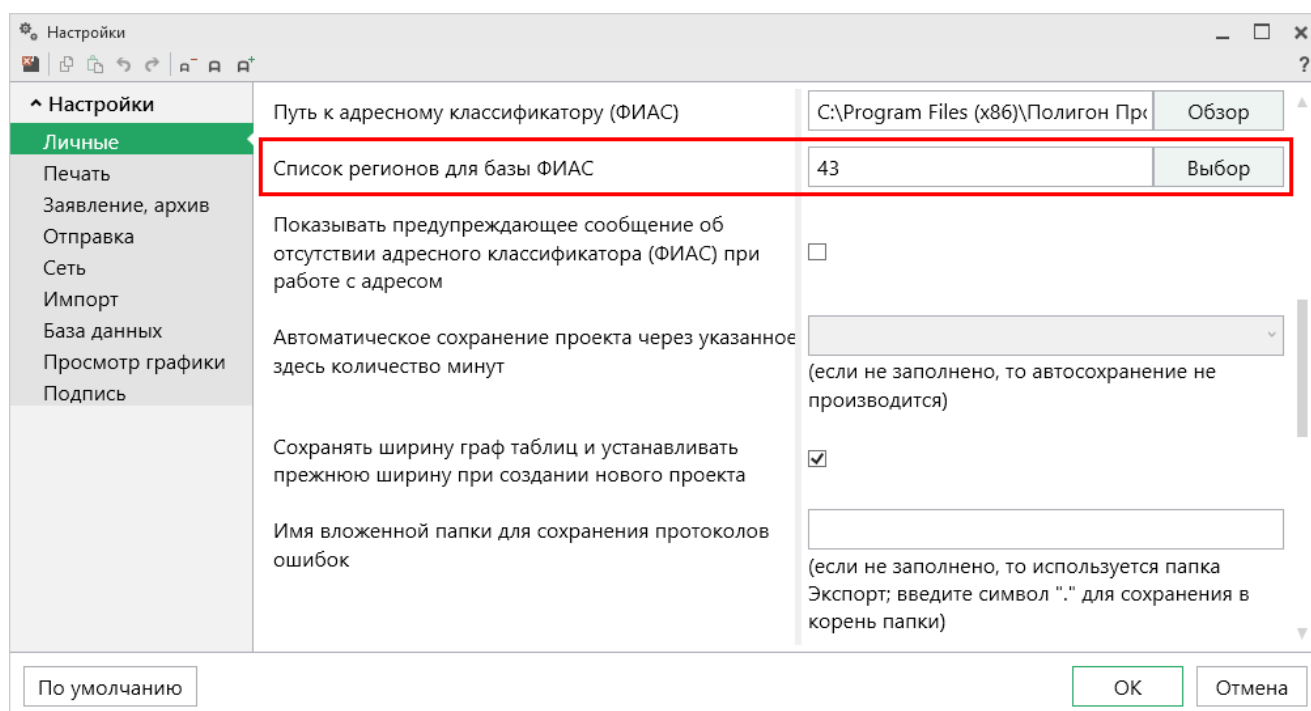 Настройки
? 
^ Настройки
Личные
Печать
Заявление, архив
Отправка
Сеть
Импорт
База данных
Просмотр графики
Подпись
Путь к адресному классификатору (ФИАС)
C:\Program Files (x86)\Полигон Про
Обзор
Список регионов для базы ФИАС
43
Выбор
Показывать предупреждающее сообщение об
отсутствии адресного классификатора (ФИАС) при
работе с адресом
Автоматическое сохранение проекта через указанное
здесь количество минут
(если не заполнено, то автосохранение не
производится)
Сохранять ширину граф таблиц и устанавливать
прежнюю ширину при создании нового проекта
Имя вложенной папки для сохранения протоколов
ошибок
(если не заполнено, то используется папка
Экспорт; введите символ "." для сохранения в
корень папки)
По умолчанию
ОК
Отмена